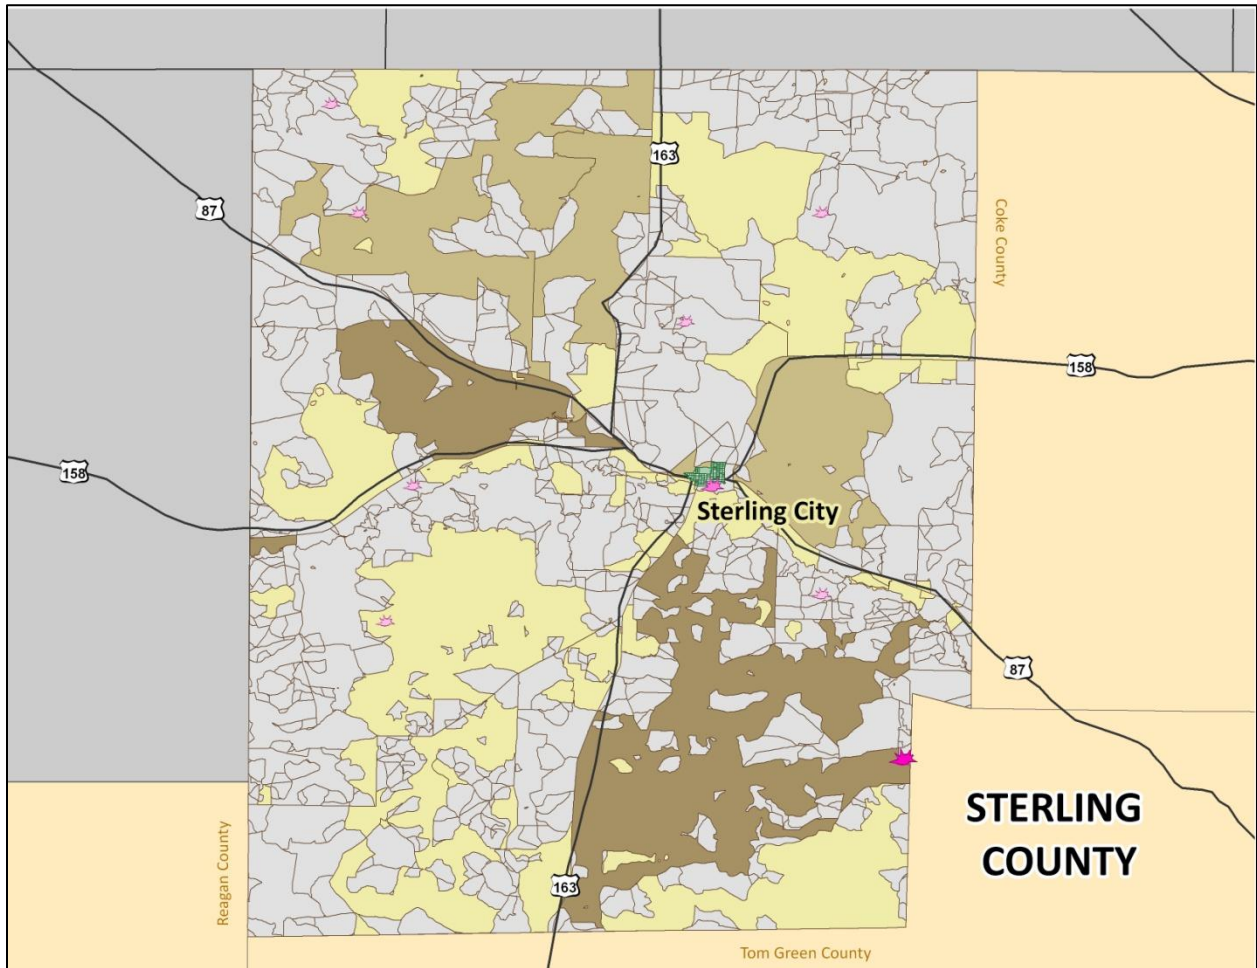 163
87
Coke County
158
158
Sterling City
87
STERLING
COUNTY
Reagan County
163
Tom Green County